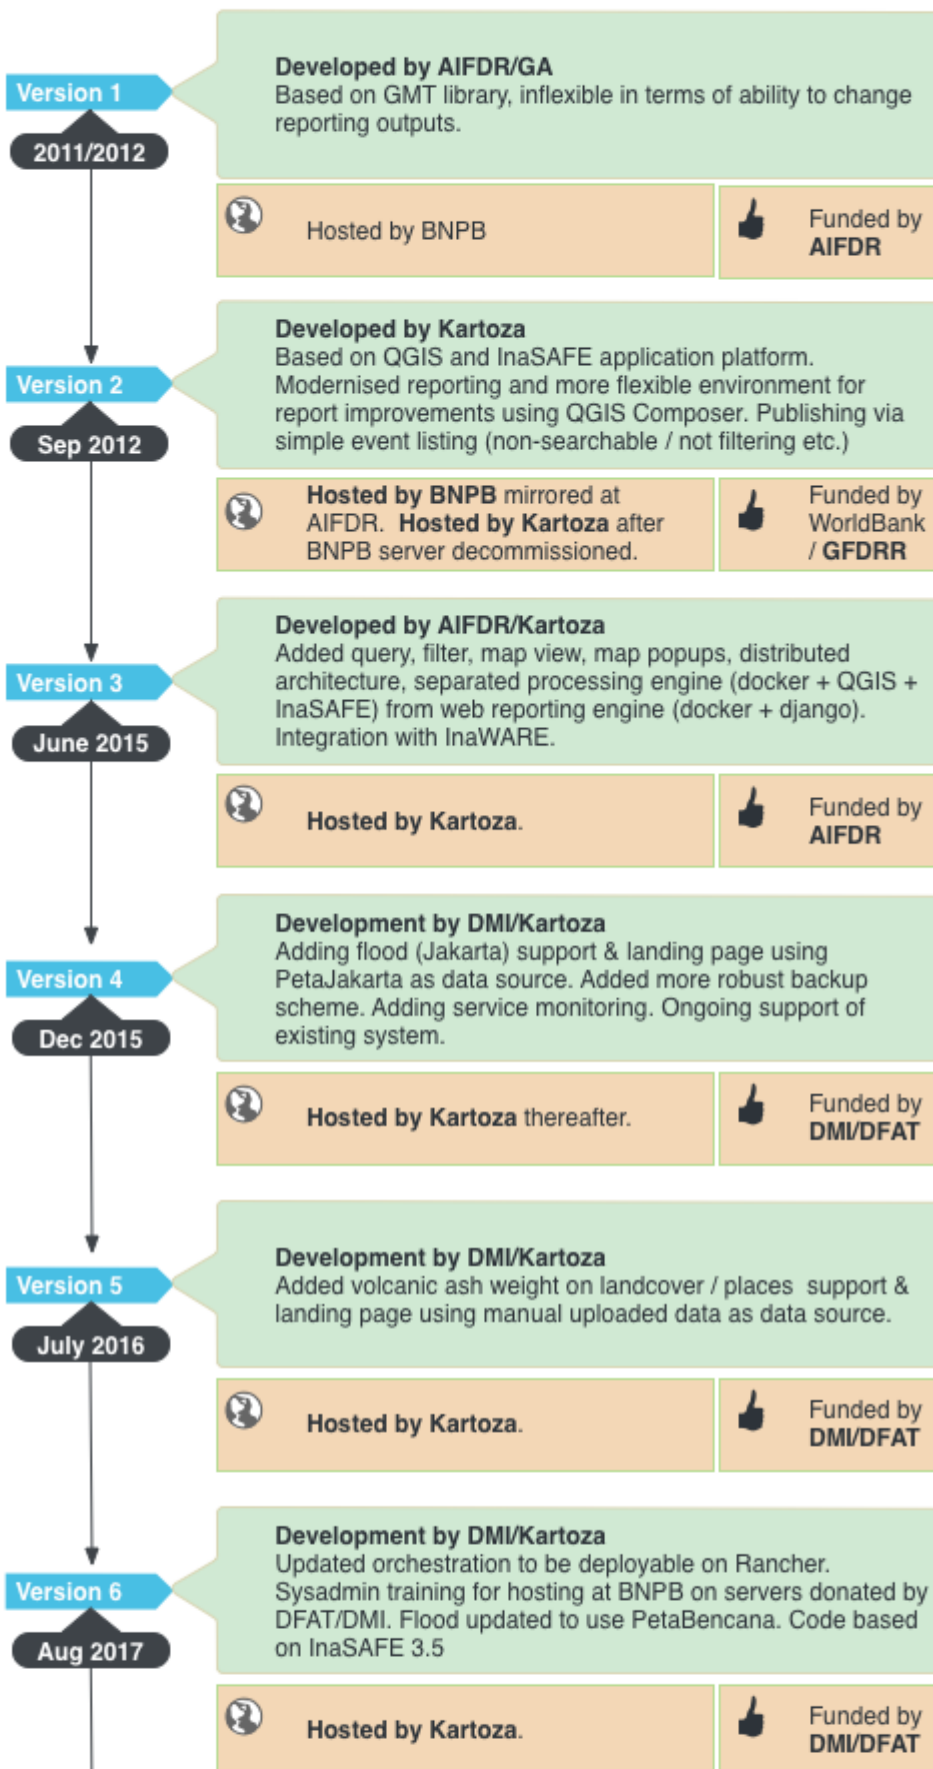 Developed by AIFDR/GA
Based on GMT library, inflexible in terms of ability to change
reporting outputs.
Version 1
2011/2012
Hosted by BNPB
Funded by
AIFDR
Developed by Kartoza
Based on QGIS and InaSAFE application platform.
Modernised reporting and more flexible environment for
report improvements using QGIS Composer. Publishing via
simple event listing (non-searchable / not filtering etc.)
Version 2
Sep 2012
Hosted by BNPB mirrored at
AIFDR. Hosted by Kartoza after
BNPB server decommissioned.
Funded by
WorldBank
/ GFDRR
Developed by AIFDR/Kartoza
Added query, filter, map view, map popups, distributed
architecture, separated processing engine (docker + QGIS +
InaSAFE) from web reporting engine (docker + django).
Integration with InaWARE.
Version 3
June 2015
Hosted by Kartoza.
Funded by
AIFDR
Development by DMI/Kartoza
Adding flood (Jakarta) support & landing page using
PetaJakarta as data source. Added more robust backup
scheme. Adding service monitoring. Ongoing support of
existing system.
Version 4
Dec 2015
Hosted by Kartoza thereafter.
Funded by
DMI/DFAT
Development by DMI/Kartoza
Added volcanic ash weight on landcover / places support &
landing page using manual uploaded data as data source.
Version 5
July 2016
Hosted by Kartoza.
Funded by
DMI/DFAT
Development by DMI/Kartoza
Updated orchestration to be deployable on Rancher.
Sysadmin training for hosting at BNPB on servers donated by
DFAT/DMI. Flood updated to use PetaBencana. Code based
on InaSAFE 3.5
Version 6
Aug 2017
Hosted by Kartoza.
Funded by
DMI/DFAT